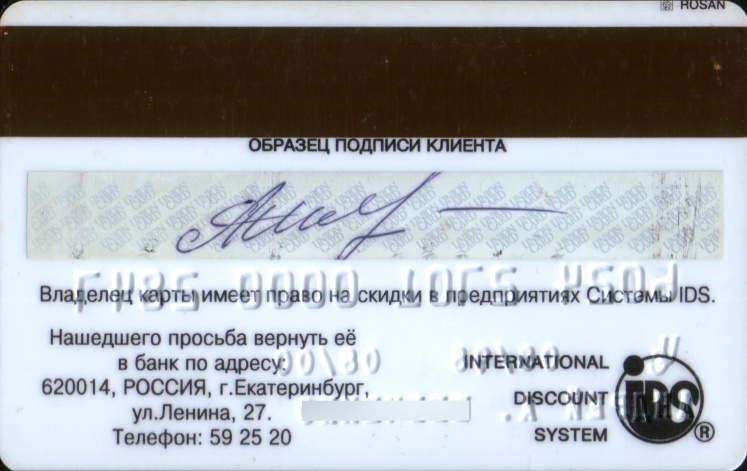 ROSAN
ОБРАЗЕЦ ПОДПИСИ КЛИЕНТА
Владелец карты имеет право на скидки в предприятиях Системы IDS.
Нашедшего просьба вернуть её
в банк по адресу:
620014, РОССИЯ, г.Екатеринбург,
ул.Ленина, 27.
Телефон: 59 25 20
INTERNATIONAL
DISCOUNT
SYSTEM
iDS ®